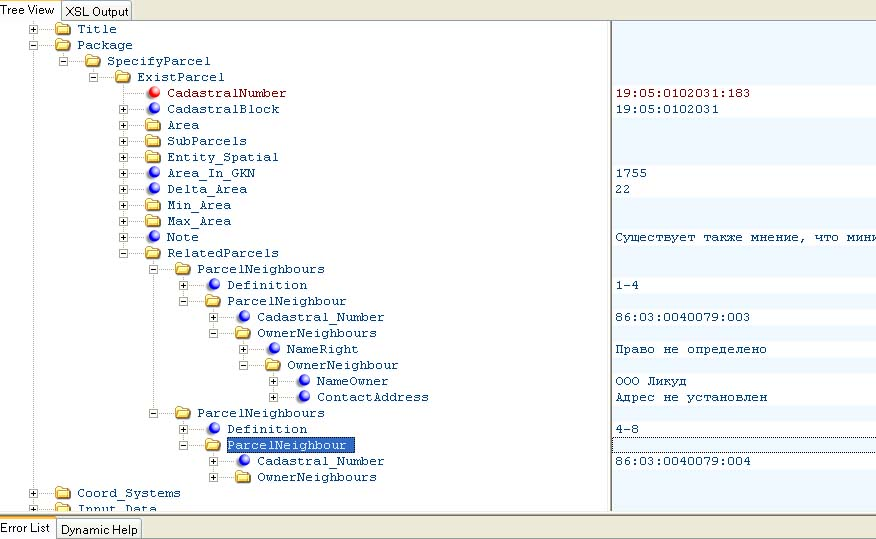 Tree View XSL Output
Title
Package
SpecifyParcel
ExistParcel
CadastralNumber 19:05:0102031:183
CadastralBlock 19:05:0102031
Area
SubParcels
Entity_Spatial
Area_In_GKN 1755
Delta_Area 22
Min_Area
Max_Area
Note Существует также мнение, что мини
RelatedParcels
ParcelNeighbours
Definition 1-4
ParcelNeighbour
Cadastral_Number 86:03:0040079:003
OwnerNeighbours
NameRight Право не определено
OwnerNeighbour
NameOwner ООО Ликуд
ContactAddress Адрес не установлен
ParcelNeighbours
Definition 4-8
ParcelNeighbour
Cadastral_Number 86:03:0040079:004
OwnerNeighbours
Coord_Systems
Input_Data
Error List Dynamic Help